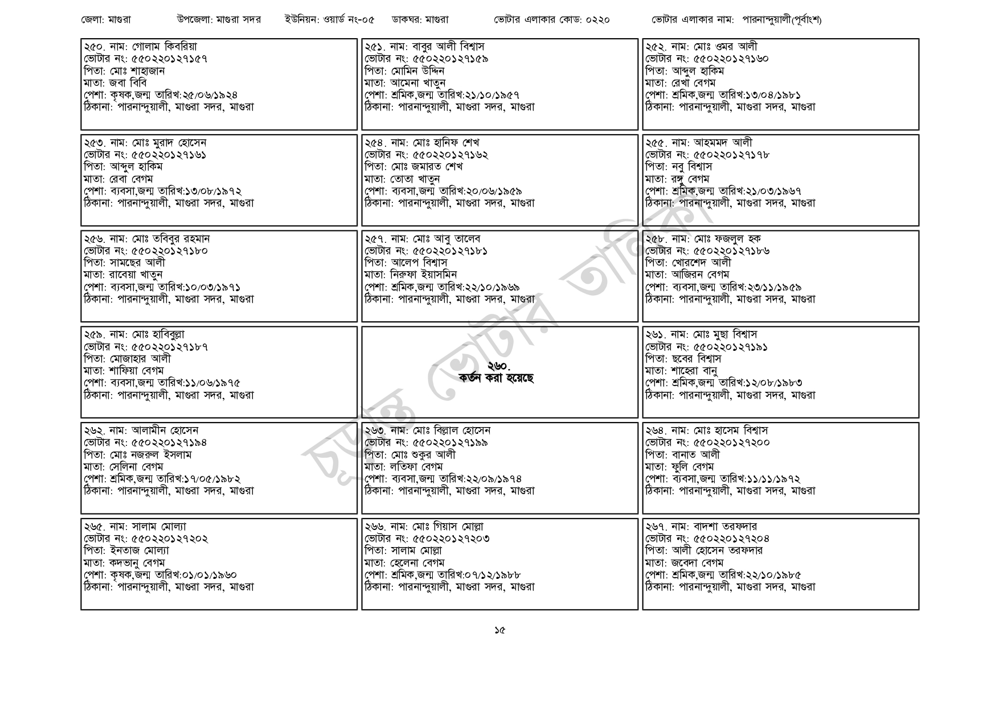 জেলা: মাগুরা উপজেলা: মাগুরা সদর ইউনিয়ন: ওয়ার্ড নং-০৫ ডাকঘর: মাগুরা ভোটার এলাকার কোড: ০২২০ ভোটার এলাকার নাম: পারনান্দুয়ালী(পূর্বাংশ)
২৫০. নাম: গোলাম কিবরিয়া
ভোটার নং: ৫৫০২২০১২৭১৫৭
পিতা: মোঃ শাহাজান
মাতা: জবা বিবি
পেশা: কৃষক,জন্ম তারিখ:২৫/০৬/১৯২৪
ঠিকানা: পারনান্দুয়ালী, মাগুরা সদর, মাগুরা
২৫১. নাম: বাবুর আলী বিশ্বাস
ভোটার নং: ৫৫০২২০১২৭১৫৯
পিতা: মোমিন উদ্দিন
মাতা: আমেনা খাতুন
পেশা: শ্রমিক,জন্ম তারিখ:২১/১০/১৯৫৭
ঠিকানা: পারনান্দুয়ালী, মাগুরা সদর, মাগুরা
২৫২. নাম: মোঃ ওমর আলী
ভোটার নং: ৫৫০২২০১২৭১৬০
পিতা: আব্দুল হাকিম
মাতা: রেখা বেগম
পেশা: শ্রমিক,জন্ম তারিখ:১৩/০৪/১৯৮১
ঠিকানা: পারনান্দুয়ালী, মাগুরা সদর, মাগুরা
২৫৩. নাম: মোঃ মুরাদ হোসেন
ভোটার নং: ৫৫০২২০১২৭১৬১
পিতা: আব্দুল হাকিম
মাতা: রেবা বেগম
পেশা: ব্যবসা,জন্ম তারিখ:১৩/০৮/১৯৭২
ঠিকানা: পারনান্দুয়ালী, মাগুরা সদর, মাগুরা
২৫৪. নাম: মোঃ হানিফ শেখ
ভোটার নং: ৫৫০২২০১২৭১৬২
পিতা: মোঃ জমারত শেখ
মাতা: তোতা খাতুন
পেশা: ব্যবসা,জন্ম তারিখ:২০/০৬/১৯৫৯
ঠিকানা: পারনান্দুয়ালী, মাগুরা সদর, মাগুরা
২৫৫. নাম: আহমমদ আলী
ভোটার নং: ৫৫০২২০১২৭১৭৮
পিতা: নবু বিশ্বাস
মাতা: রঙ্গু বেগম
পেশা: শ্রমিক,জন্ম তারিখ:২১/০৩/১৯৬৭
ঠিকানা: পারনান্দুয়ালী, মাগুরা সদর, মাগুরা
২৫৬. নাম: মোঃ তবিবুর রহমান
ভোটার নং: ৫৫০২২০১২৭১৮০
পিতা: সামছের আলী
মাতা: রাবেয়া খাতুন
পেশা: ব্যবসা,জন্ম তারিখ:১০/০৩/১৯৭১
ঠিকানা: পারনান্দুয়ালী, মাগুরা সদর, মাগুরা
২৫৭. নাম: মোঃ আবু তালেব
ভোটার নং: ৫৫০২২০১২৭১৮১
পিতা: আলেপ বিশ্বাস
মাতা: নিরুফা ইয়াসমিন
পেশা: শ্রমিক,জন্ম তারিখ:২২/১০/১৯৬৯
ঠিকানা: পারনান্দুয়ালী, মাগুরা সদর, মাগুরা
২৫৮. নাম: মোঃ ফজলুল হক
ভোটার নং: ৫৫০২২০১২৭১৮৬
পিতা: খোরশেদ আলী
মাতা: আজিরন বেগম
পেশা: ব্যবসা,জন্ম তারিখ:২৩/১১/১৯৫৯
ঠিকানা: পারনান্দুয়ালী, মাগুরা সদর, মাগুরা
২৫৯. নাম: মোঃ হাবিবুল্লা
ভোটার নং: ৫৫০২২০১২৭১৮৭
পিতা: মোজাহার আলী
মাতা: শাফিয়া বেগম
পেশা: ব্যবসা,জন্ম তারিখ:১১/০৬/১৯৭৫
ঠিকানা: পারনান্দুয়ালী, মাগুরা সদর, মাগুরা
২৬০.
কর্তন করা হয়েছে
২৬১. নাম: মোঃ মুছা বিশ্বাস
ভোটার নং: ৫৫০২২০১২৭১৯১
পিতা: ছবের বিশ্বাস
মাতা: শাহেরা বানু
পেশা: শ্রমিক,জন্ম তারিখ:১২/০৮/১৯৮৩
ঠিকানা: পারনান্দুয়ালী, মাগুরা সদর, মাগুরা
২৬২. নাম: আলামীন হোসেন
ভোটার নং: ৫৫০২২০১২৭১৯৪
পিতা: মোঃ নজরুল ইসলাম
মাতা: সেলিনা বেগম
পেশা: শ্রমিক,জন্ম তারিখ:১৭/০৫/১৯৮২
ঠিকানা: পারনান্দুয়ালী, মাগুরা সদর, মাগুরা
২৬৩. নাম: মোঃ বিল্লাল হোসেন
ভোটার নং: ৫৫০২২০১২৭১৯৯
পিতা: মোঃ শুকুর আলী
মাতা: লতিফা বেগম
পেশা: ব্যবসা,জন্ম তারিখ:২২/০৯/১৯৭৪
ঠিকানা: পারনান্দুয়ালী, মাগুরা সদর, মাগুরা
২৬৪. নাম: মোঃ হাসেম বিশ্বাস
ভোটার নং: ৫৫০২২০১২৭২০০
পিতা: বানাত আলী
মাতা: ফুলি বেগম
পেশা: ব্যবসা,জন্ম তারিখ:১১/১১/১৯৭২
ঠিকানা: পারনান্দুয়ালী, মাগুরা সদর, মাগুরা
২৬৫. নাম: সালাম মোল্যা
ভোটার নং: ৫৫০২২০১২৭২০২
পিতা: ইনতাজ মোল্যা
মাতা: কদভানু বেগম
পেশা: কৃষক,জন্ম তারিখ:০১/০১/১৯৬০
ঠিকানা: পারনান্দুয়ালী, মাগুরা সদর, মাগুরা
২৬৬. নাম: মোঃ গিয়াস মোল্লা
ভোটার নং: ৫৫০২২০১২৭২০৩
পিতা: সালাম মোল্লা
মাতা: হেলেনা বেগম
পেশা: শ্রমিক,জন্ম তারিখ:০৭/১২/১৯৮৮
ঠিকানা: পারনান্দুয়ালী, মাগুরা সদর, মাগুরা
২৬৭. নাম: বাদশা তরফদার
ভোটার নং: ৫৫০২২০১২৭২০৪
পিতা: আলী হোসেন তরফদার
মাতা: জবেদা বেগম
পেশা: শ্রমিক,জন্ম তারিখ:২২/১০/১৯৮৫
ঠিকানা: পারনান্দুয়ালী, মাগুরা সদর, মাগুরা
চূড়ান্ত ভোটার তালিকা
১৫